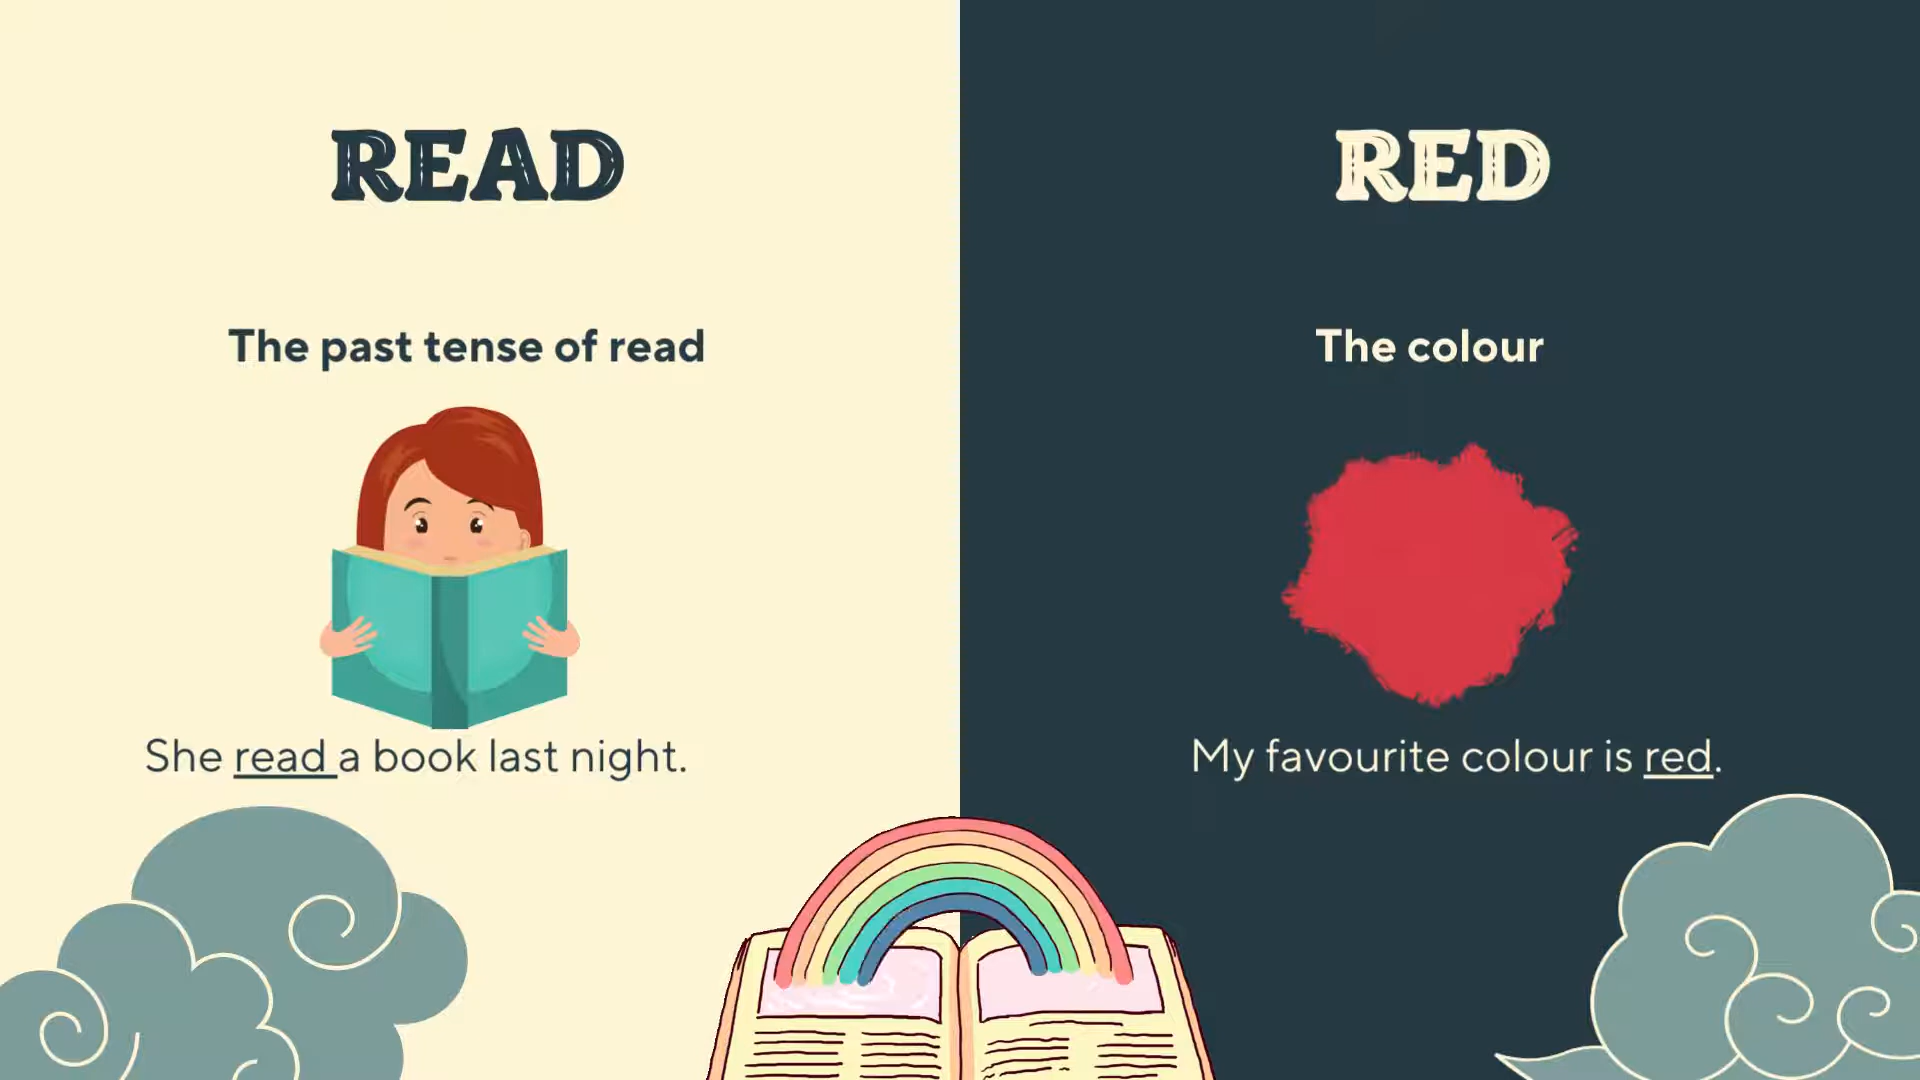 READ
The past tense of read
She read a book last night.
RED
The colour
My favourite colour is red.